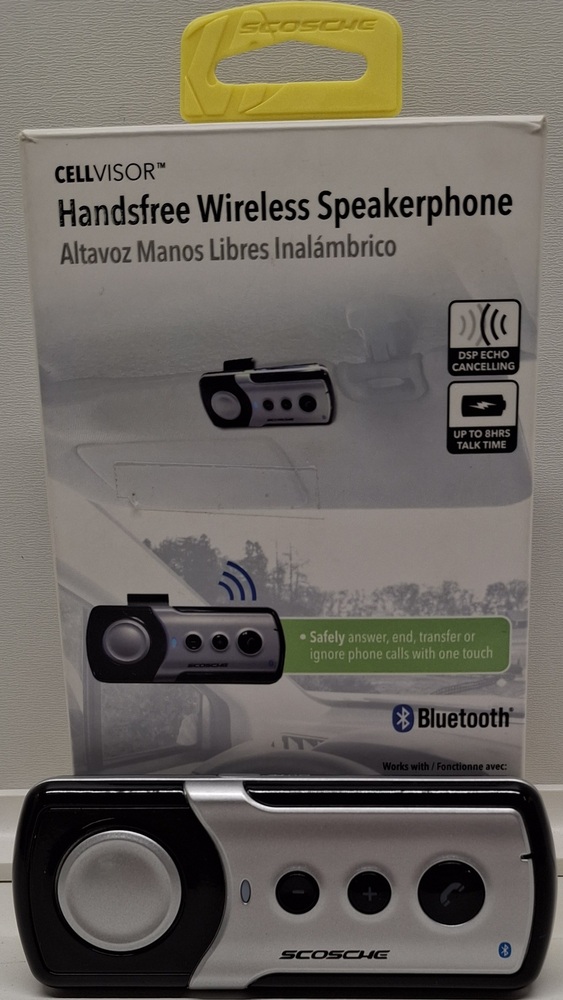 SCOSCHE
CELLVISOR™
Handsfree Wireless Speakerphone
Altavoz Manos Libres Inalámbrico
DSP ECHO
CANCELLING
UP TO 8HRS
TALK TIME
SCOSCHE
• Safely answer, end, transfer or
ignore phone calls with one touch
SCOSCHE
Bluetooth®
Works with / Fonctionne avec:
- +
SCOSCHE